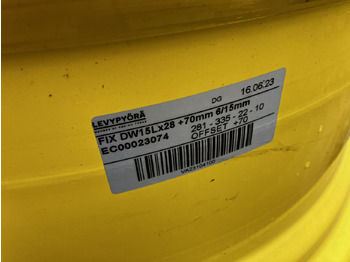 LEVYPYÖRÄ
DG 16.06.23
FIX DW15Lx28 +70mm 6/15mm
281 - 335 - 22 - 10
EC00023074
OFFSET +70